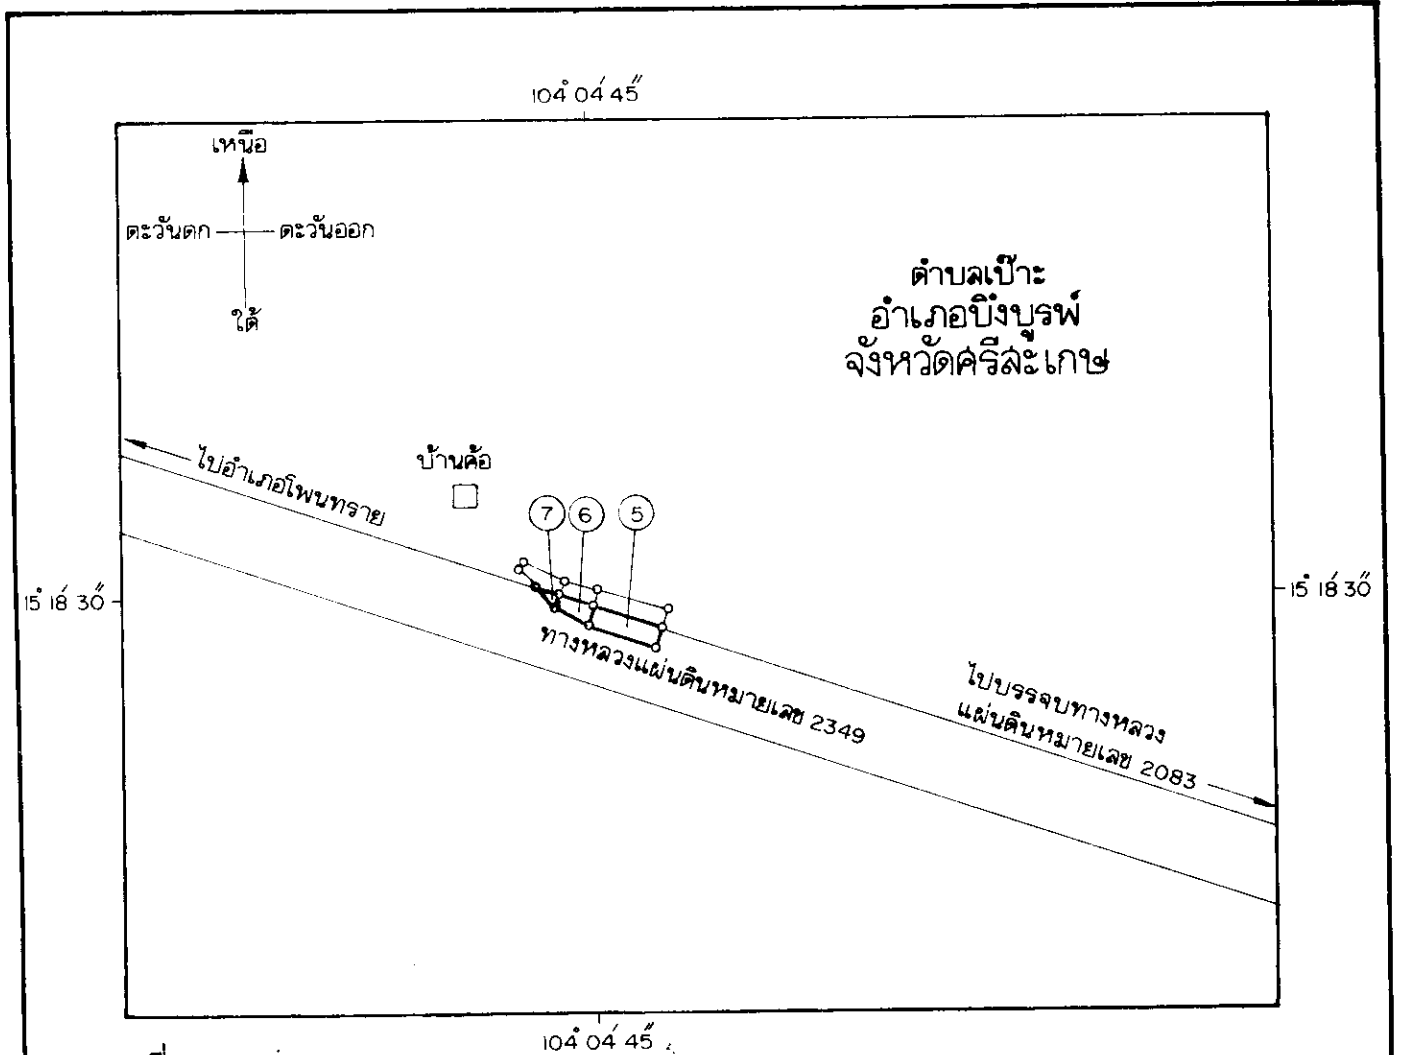 104° 04′ 45″
เหนือ
ตะวันตก
ตะวันออก
ใต้
ตำบลเป๊าะ
อำเภอบึงบูรพ์
จังหวัดศรีสะเกษ
ไปอำเภอโพนทราย
บ้านค้อ
7
6
5
15° 18′ 30″
15° 18′ 30″
ทางหลวงแผ่นดินหมายเลข 2349
ไปบรรจบทางหลวง
แผ่นดินหมายเลข 2083
104° 04′ 45″